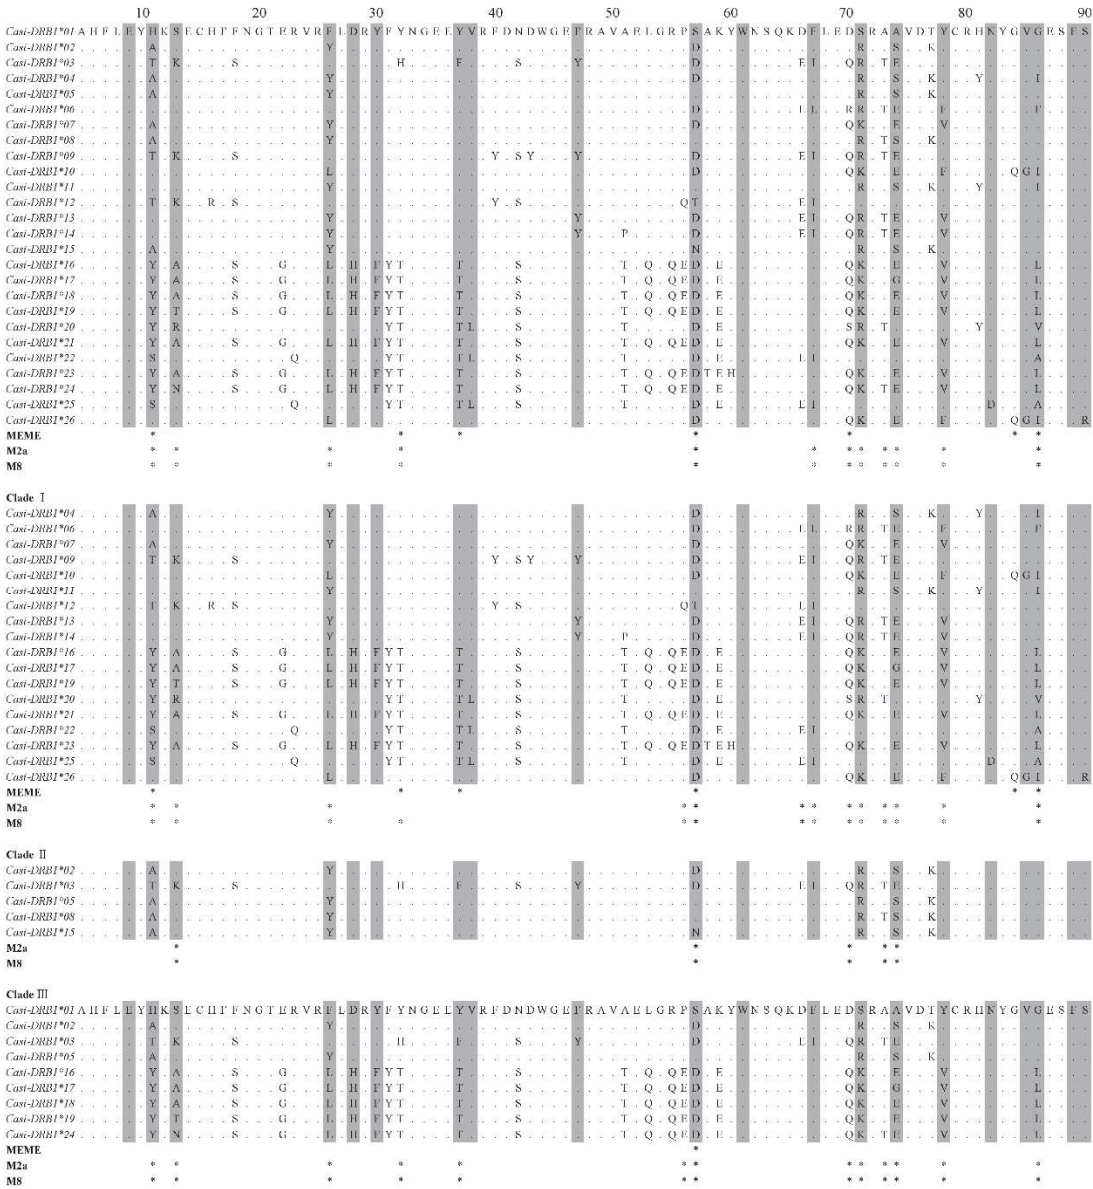 10 20 30 40 50 60 70 80 90
Casi-DRB1*01 A H F L E Y H K S E C H F F N G T E R V R F L D R Y F Y N G E E Y V R F D N D W G E F R A V A E L G R P S A K Y W N S Q K D F L E D S R A A V D T Y C R H N Y G V G E S F S
Casi-DRB1*02 A Y D R S K
Casi-DRB1*03 T K S H F N Y D E I Q R T E
Casi-DRB1*04 A Y D R S K Y I
Casi-DRB1*05 A Y R S K
Casi-DRB1*06 D E L R R T E F F
Casi-DRB1*07 A Y D Q K E V
Casi-DRB1*08 A Y R T S K
Casi-DRB1*09 T K S Y S Y Y D E I Q R T E
Casi-DRB1*10 L D Q K E F Q G I
Casi-DRB1*11 Y R S K Y I
Casi-DRB1*12 T K R S Y N Q T E I
Casi-DRB1*13 Y Y D E I Q R T E V
Casi-DRB1*14 Y Y P D E I Q R T E V
Casi-DRB1*15 A Y N R S K
Casi-DRB1*16 Y A S G L H F Y T T S T Q Q E D E Q K E V L
Casi-DRB1*17 Y A S G L H F Y T T S T Q Q E D E Q K G V L
Casi-DRB1*18 Y A S G L H F Y T T S T Q Q E D E Q K E V L
Casi-DRB1*19 Y T S G L H F Y T T S T Q Q E D E Q K E V L
Casi-DRB1*20 Y R Y T T L S T D E S R T Y V
Casi-DRB1*21 Y A S G L H F Y T T S T Q Q E D E Q K E V L
Casi-DRB1*22 S Q Y T T L S T D E E I A
Casi-DRB1*23 Y A S G L H F Y T T S T Q Q E D T E H Q K E V L
Casi-DRB1*24 Y N S G L H F Y T T S T Q Q E D E Q K T E V L
Casi-DRB1*25 S Q Y T T L S T D E E I D A
Casi-DRB1*26 L D Q K E F Q G I R
MEME * * * * * * *
M2a * * * * * * * * * * * *
M8 * * * * * * * * * * * *
Clade Ⅰ
Casi-DRB1*04 A Y D R S K Y I
Casi-DRB1*06 D E L R R T E F F
Casi-DRB1*07 A Y D Q K E V
Casi-DRB1*09 T K S Y S Y Y D E I Q R T E
Casi-DRB1*10 L D Q K E F Q G I
Casi-DRB1*11 Y R S K Y I
Casi-DRB1*12 T K R S Y N Q T E I
Casi-DRB1*13 Y Y D E I Q R T E V
Casi-DRB1*14 Y Y P D E I Q R T E V
Casi-DRB1*16 Y A S G L H F Y T T S T Q Q E D E Q K E V L
Casi-DRB1*17 Y A S G L H F Y T T S T Q Q E D E Q K G V L
Casi-DRB1*19 Y T S G L H F Y T T S T Q Q E D E Q K E V L
Casi-DRB1*20 Y R Y T T L S T D E S R T Y V
Casi-DRB1*21 Y A S G L H F Y T T S T Q Q E D E Q K E V L
Casi-DRB1*22 S Q Y T T L S T D E E I A
Casi-DRB1*23 Y A S G L H F Y T T S T Q Q E D T E H Q K E V L
Casi-DRB1*25 S Q Y T T L S T D E E I D A
Casi-DRB1*26 L D Q K E F Q G I R
MEME * * * * * *
M2a * * * * * * * * * * * * *
M8 * * * * * * * * * * * * * *
Clade Ⅱ
Casi-DRB1*02 A Y D R S K
Casi-DRB1*03 T K S H F N Y D E I Q R T E
Casi-DRB1*05 A Y R S K
Casi-DRB1*08 A Y R T S K
Casi-DRB1*15 A Y N R S K
M2a * * * * *
M8 * * * * *
Clade Ⅲ
Casi-DRB1*01 A H F L E Y H K S E C H F F N G T E R V R F L D R Y F Y N G E E Y V R F D N D W G E F R A V A E L G R P S A K Y W N S Q K D F L E D S R A A V D T Y C R H N Y G V G E S F S
Casi-DRB1*02 A Y D R S K
Casi-DRB1*03 T K S H F N Y D E I Q R T E
Casi-DRB1*05 A Y R S K
Casi-DRB1*16 Y A S G L H F Y T T S T Q Q E D E Q K E V L
Casi-DRB1*17 Y A S G L H F Y T T S T Q Q E D E Q K G V L
Casi-DRB1*18 Y A S G L H F Y T T S T Q Q E D E Q K E V L
Casi-DRB1*19 Y T S G L H F Y T T S T Q Q E D E Q K E V L
Casi-DRB1*24 Y N S G L H F Y T T S T Q Q E D E Q K T E V L
MEME *
M2a * * * * * * * * * * * * *
M8 * * * * * * * * * * * * *